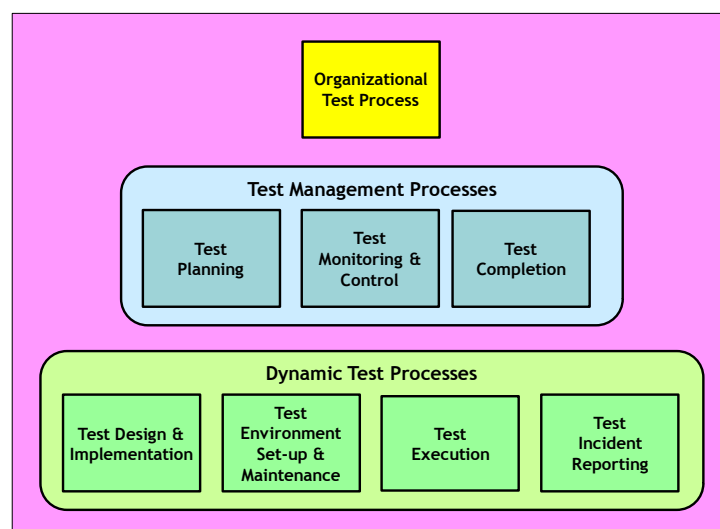 Organizational
Test Process
Test Management Processes
Test
Planning
Test
Monitoring &
Control
Test
Completion
Dynamic Test Processes
Test Design &
Implementation
Test
Environment
Set-up &
Maintenance
Test
Execution
Test
Incident
Reporting